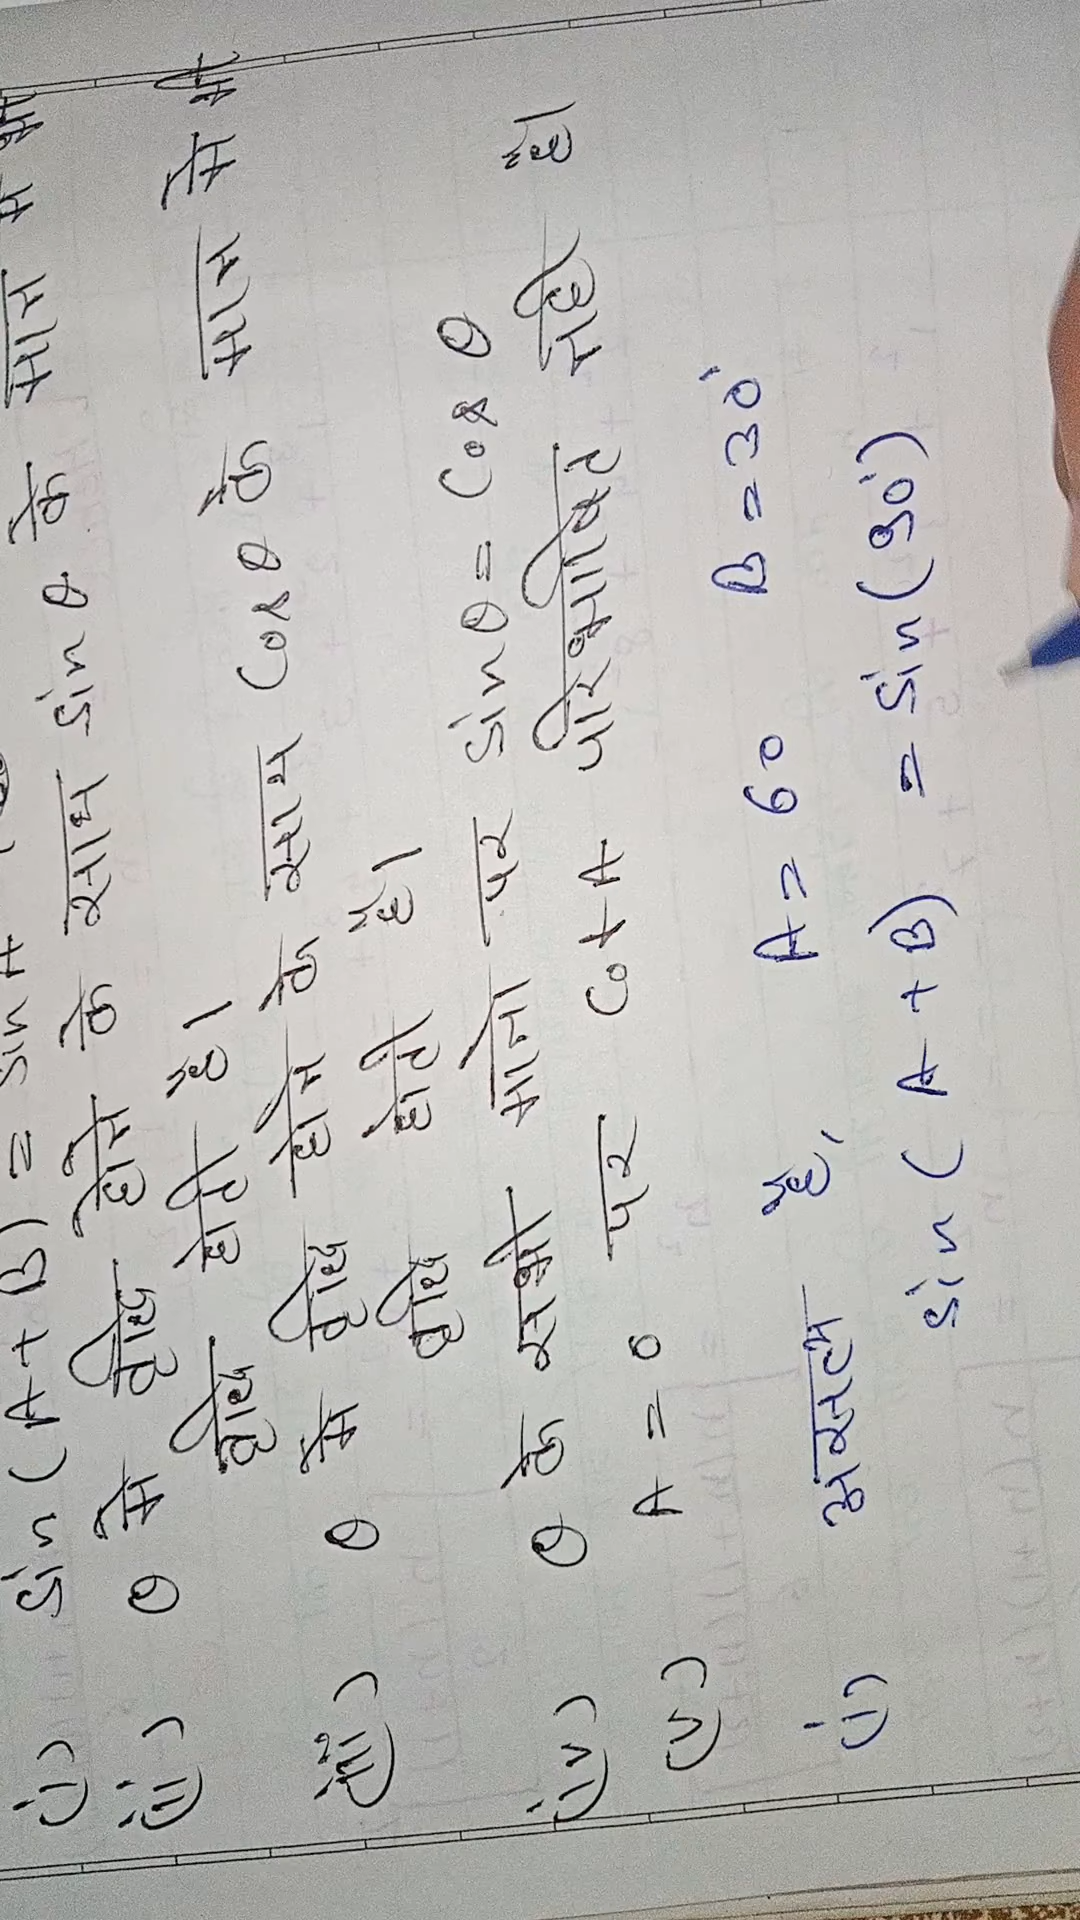 (i) sin (A + B) = sin A
(ii) θ में वृद्धि होने के साथ sin θ के मान में भी
वृद्धि होती है।
(iii) θ में वृद्धि होने के साथ cos θ के मान में भी
वृद्धि होती है।
(iv) θ के सभी मानों पर sin θ = cos θ
(v) A = 0 पर cot A परिभाषित नहीं है
(i) असत्य है, A = 60 B = 30°
sin ( A + B) = sin (90°)